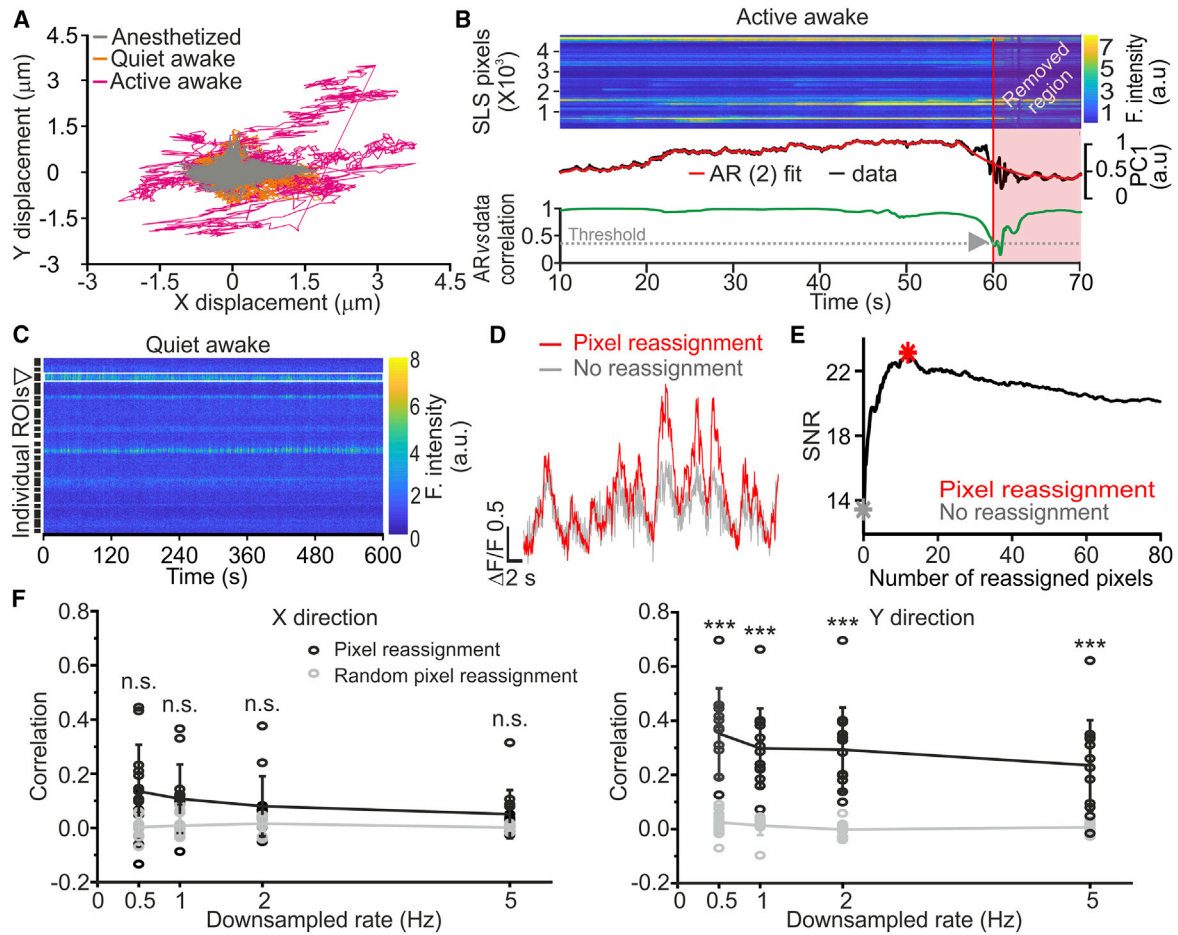 A
4.5
3
1.5
0
-1.5
-3
Y displacement (μm)
Anesthetized
Quiet awake
Active awake
-3
-1.5
0
1.5
3
4.5
X displacement (μm)
B
Active awake
SLS pixels
(X10³)
4
3
2
1
Removed
region
7
5
3
1
F. intensity
(a.u)
AR (2) fit
data
1
0.5
0
PC1
(a.u)
ARvsdata
correlation
1
0.5
0
Threshold
10
20
30
40
50
60
70
Time (s)
C
Quiet awake
Individual ROIs
0
120
240
360
480
600
Time (s)
8
6
4
2
0
F. intensity
(a.u.)
D
Pixel reassignment
No reassignment
ΔF/F 0.5
2 s
E
SNR
22
18
14
Pixel reassignment
No reassignment
0
20
40
60
80
Number of reassigned pixels
F
X direction
Correlation
0.8
0.6
0.4
0.2
0.0
-0.2
Pixel reassignment
Random pixel reassignment
n.s.
n.s.
n.s.
n.s.
0
0.5
1
2
5
Downsampled rate (Hz)
Y direction
Correlation
0.8
0.6
0.4
0.2
0.0
-0.2
***
***
***
***
0
0.5
1
2
5
Downsampled rate (Hz)